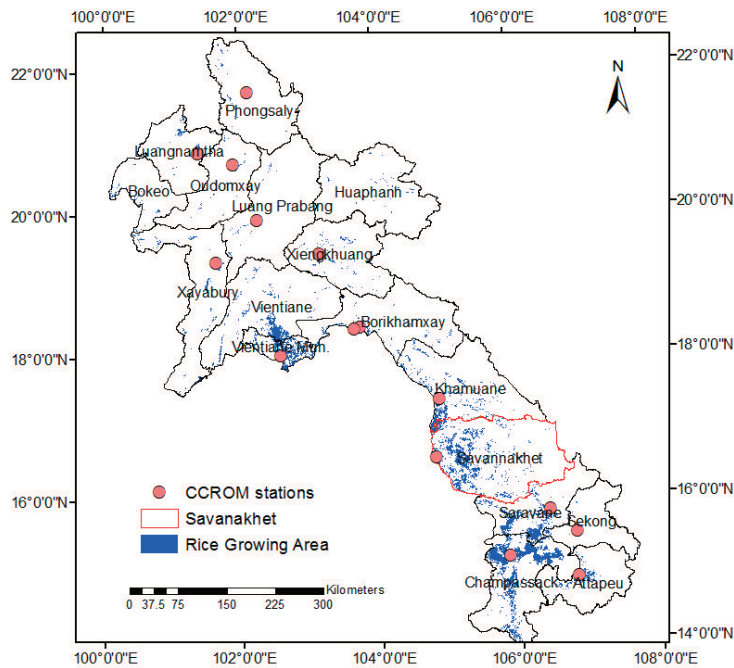 100°0'0"E 102°0'0"E 104°0'0"E 106°0'0"E 108°0'0"E
22°0'0"N
22°0'0"N
N
Phongsaly
Luangnamtha
Bokeo
Oudomxay
Huaphanh
Luang Prabang
20°0'0"N
20°0'0"N
Xiengkhuang
Xayabury
Vientiane
Borikhamxay
Vientiane Mun.
18°0'0"N
18°0'0"N
Khamuane
Savannakhet
CCROM stations
Savanakhet
Rice Growing Area
16°0'0"N
16°0'0"N
Saravane
Sekong
Champassack
Attapeu
Kilometers
0 37.5 75 150 225 300
14°0'0"N
100°0'0"E 102°0'0"E 104°0'0"E 106°0'0"E 108°0'0"E